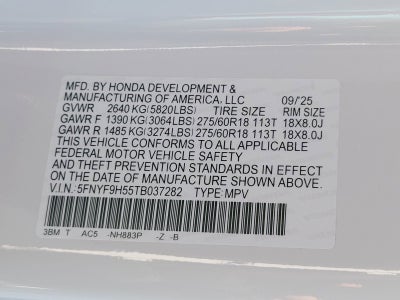 MFD. BY HONDA DEVELOPMENT &
MANUFACTURING OF AMERICA, LLC 09/25
GVWR 2640 KG (5820LBS) TIRE SIZE RIM SIZE
GAWR F 1390 KG (3064LBS) 275/60R18 113T 18X8.0J
GAWR R 1485 KG (3274LBS) 275/60R18 113T 18X8.0J
THIS VEHICLE CONFORMS TO ALL APPLICABLE
FEDERAL MOTOR VEHICLE SAFETY
AND THEFT PREVENTION STANDARDS IN EFFECT
ON THE DATE OF MANUFACTURE SHOWN ABOVE.
V.I.N.: 5FNYF9H55TB037282 TYPE: MPV
3BM T AC5 -NH883P -Z -B